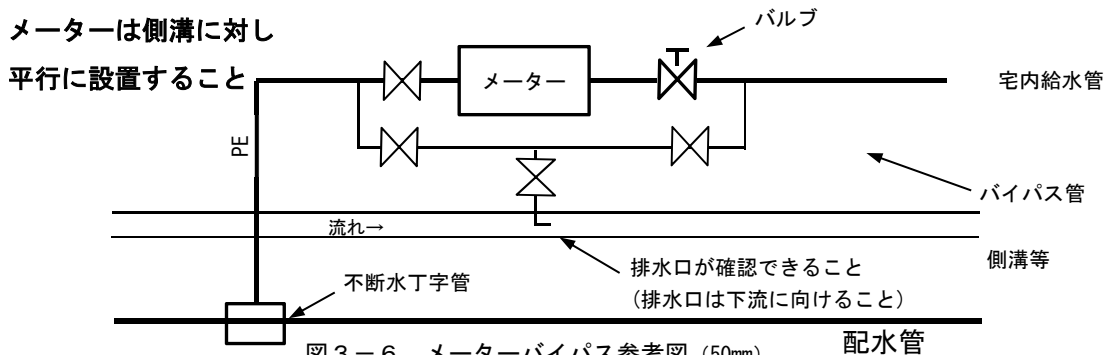 メーターは側溝に対し
平行に設置すること
バルブ
メーター
宅内給水管
PE
バイパス管
流れ→
側溝等
排水口が確認できること
(排水口は下流に向けること)
不断水丁字管
配水管
図3-6 メーターバイパス参考図(50㎜)